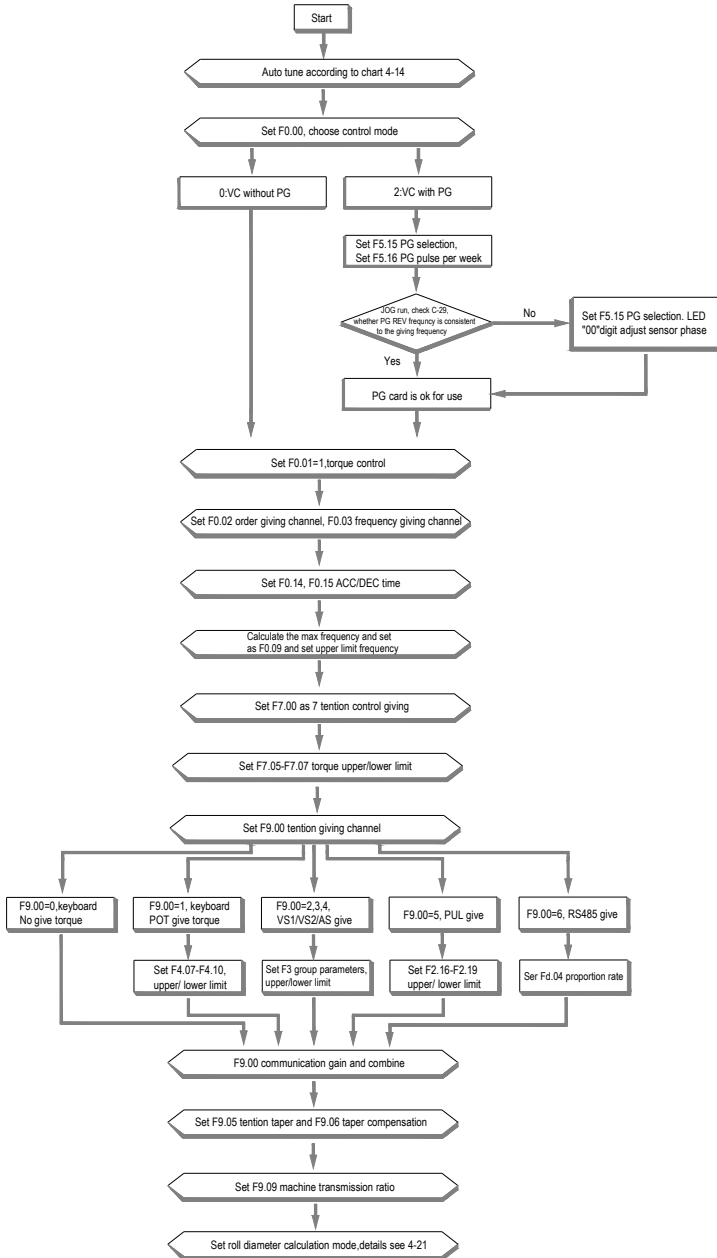 Start
Auto tune according to chart 4-14
Set F0.00, choose control mode
0:VC without PG
2:VC with PG
Set F5.15 PG selection,
Set F5.16 PG pulse per week
JOG run, check C-29,
whether PG REV frequncy is consistent
to the giving frequency
No
Set F5.15 PG selection. LED
"00"digit adjust sensor phase
Yes
PG card is ok for use
Set F0.01=1,torque control
Set F0.02 order giving channel, F0.03 frequency giving channel
Set F0.14, F0.15 ACC/DEC time
Calculate the max frequency and set
as F0.09 and set upper limit frequency
Set F7.00 as 7 tention control giving
Set F7.05-F7.07 torque upper/lower limit
Set F9.00 tention giving channel
F9.00=0,keyboard
No give torque
F9.00=1, keyboard
POT give torque
F9.00=2,3,4,
VS1/VS2/AS give
F9.00=5, PUL give
F9.00=6, RS485 give
Set F4.07-F4.10,
upper/ lower limit
Set F3 group parameters,
upper/lower limit
Set F2.16-F2.19
upper/ lower limit
Ser Fd.04 proportion rate
F9.00 communication gain and combine
Set F9.05 tention taper and F9.06 taper compensation
Set F9.09 machine transmission ratio
Set roll diameter calculation mode,details see 4-21